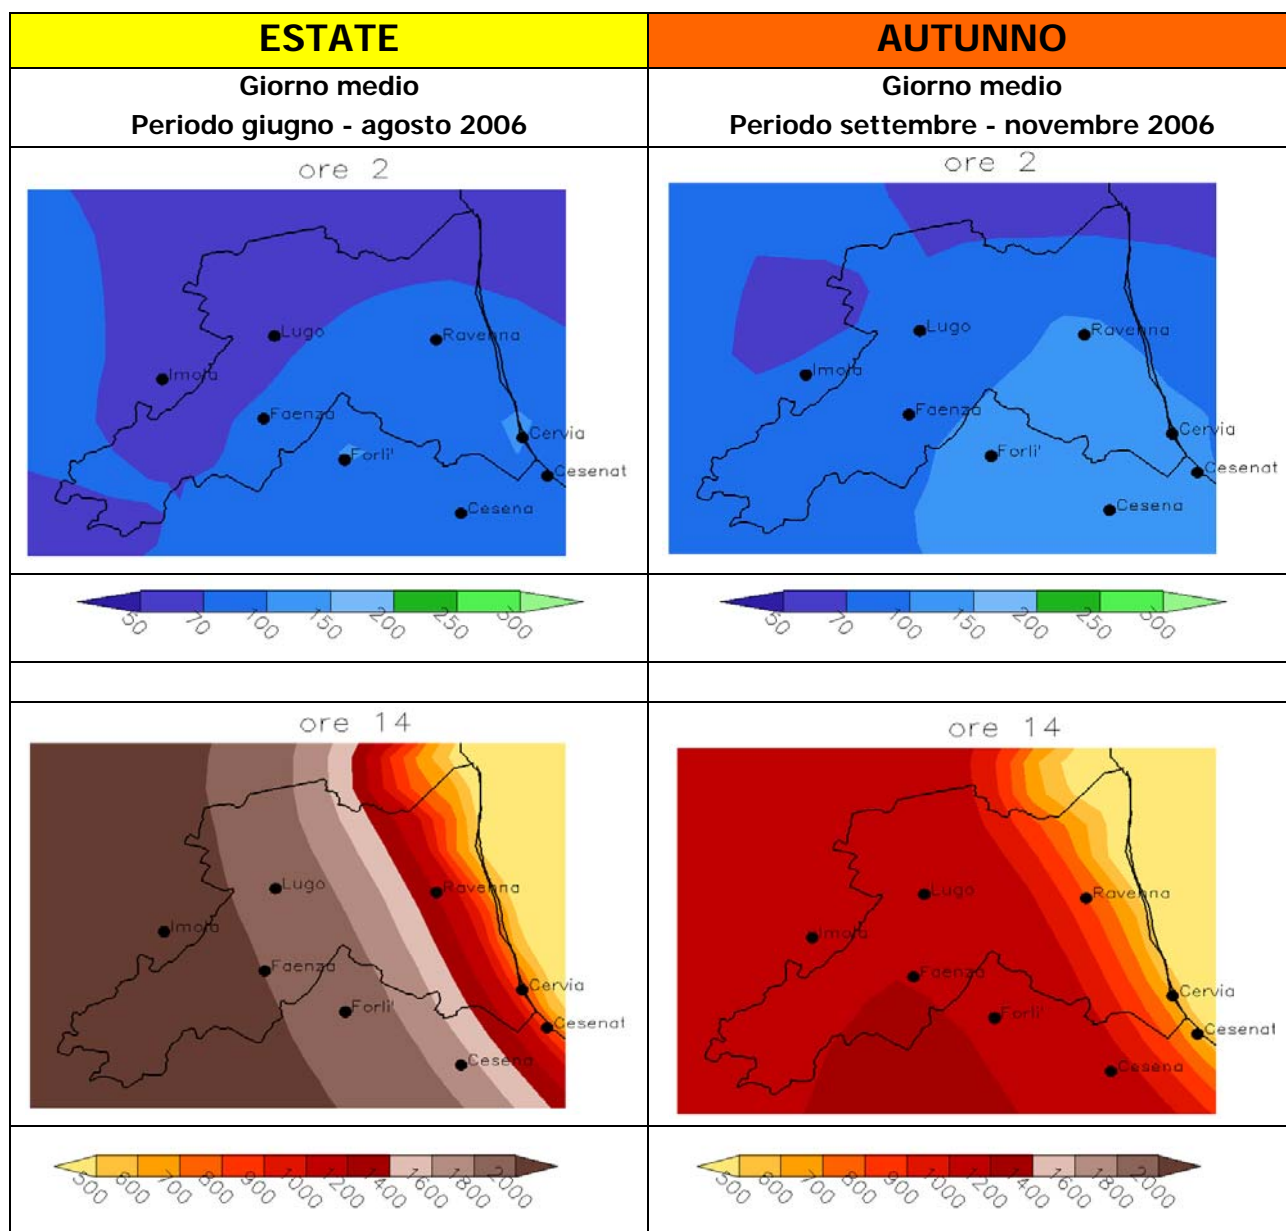 ESTATE
AUTUNNO
Giorno medio
Periodo giugno - agosto 2006
Giorno medio
Periodo settembre - novembre 2006
ore 2
Lugo
Ravenna
Imola
Faenza
Cervia
Forli'
Cesenat
Cesena
ore 2
Lugo
Ravenna
Imola
Faenza
Cervia
Forli'
Cesenat
Cesena
50 70 100 150 200 250 300
50 70 100 150 200 250 300
ore 14
Lugo
Ravenna
Imola
Faenza
Cervia
Forli'
Cesenat
Cesena
ore 14
Lugo
Ravenna
Imola
Faenza
Cervia
Forli'
Cesenat
Cesena
500 600 700 800 900 1000 1200 1400 1600 1800 2000
500 600 700 800 900 1000 1200 1400 1600 1800 2000